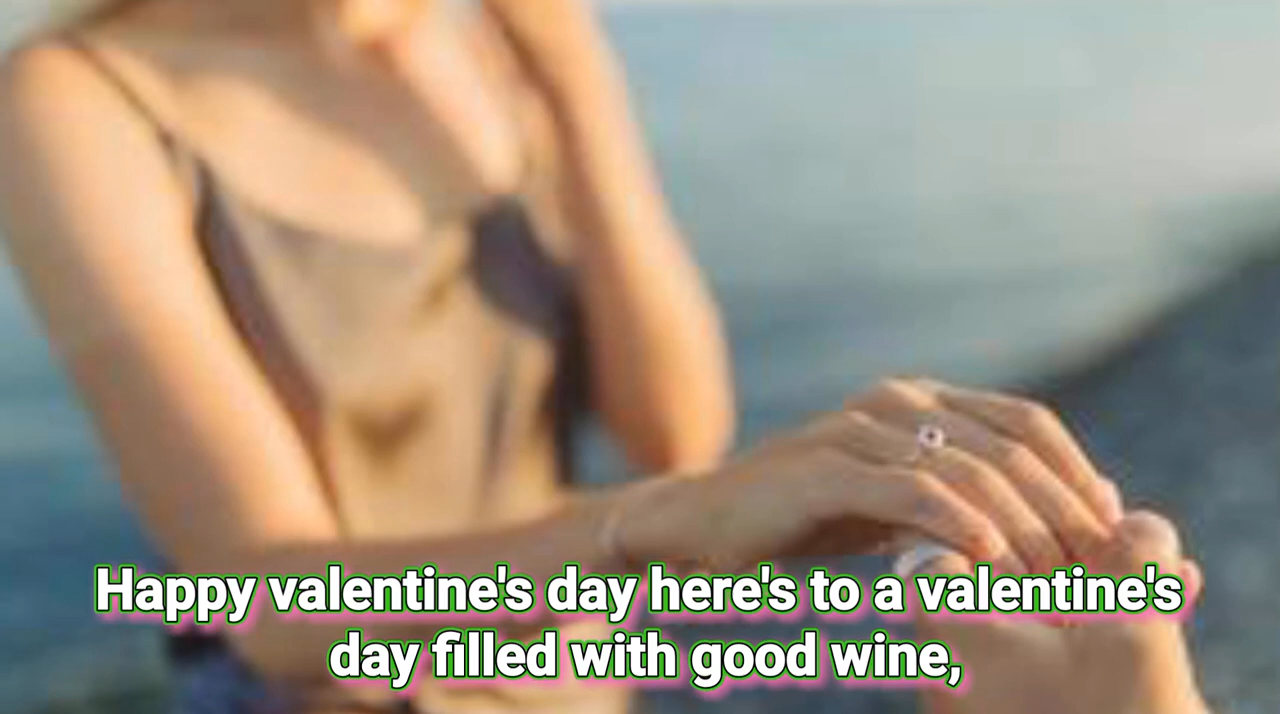 Happy valentine's day here's to a valentine's
day filled with good wine,